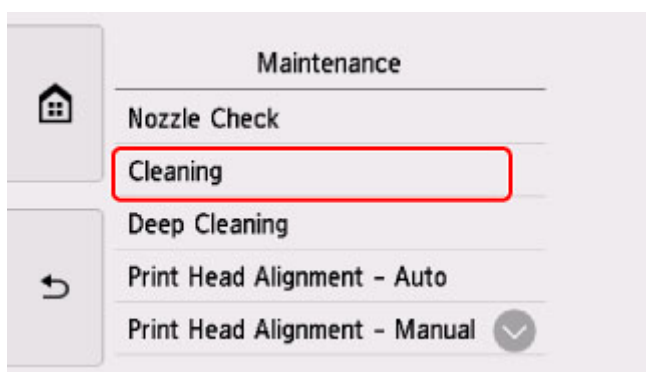 Maintenance
Nozzle Check
Cleaning
Deep Cleaning
Print Head Alignment - Auto
Print Head Alignment - Manual